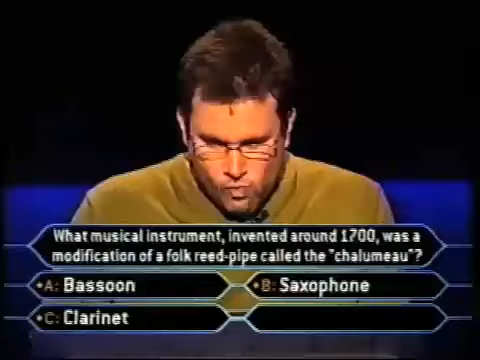 What musical instrument, invented around 1700, was a
modification of a folk reed-pipe called the "chalumeau"?
A: Bassoon
B: Saxophone
C: Clarinet